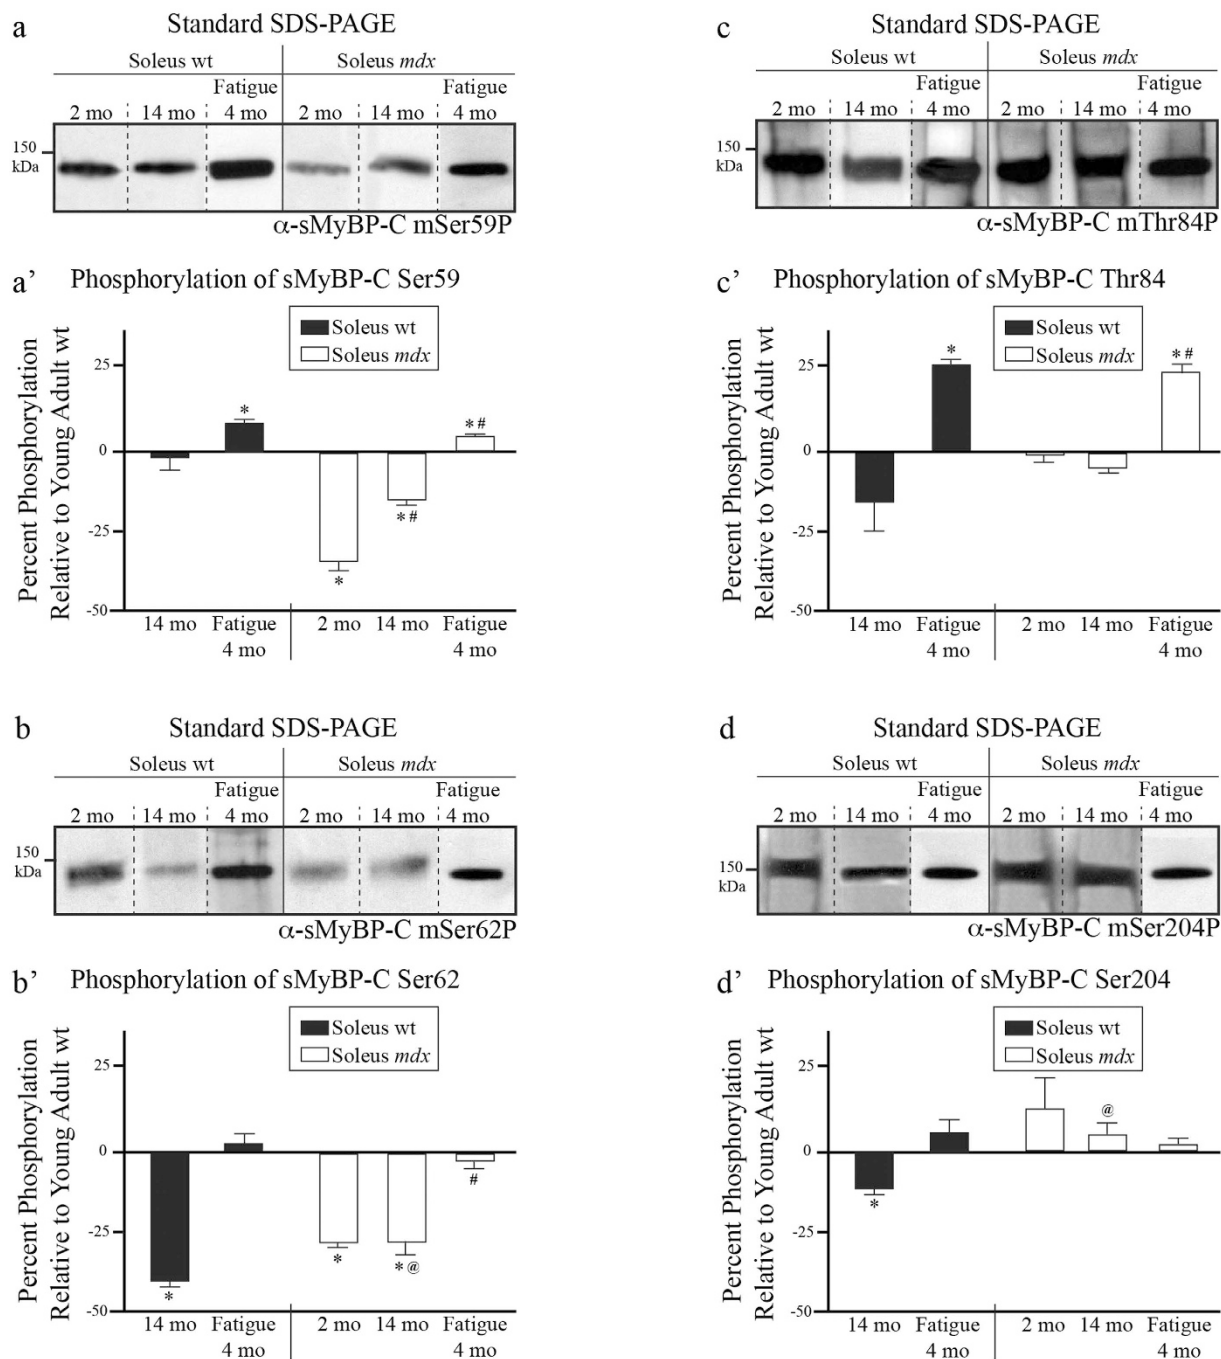 a
Standard SDS-PAGE
Soleus wt Soleus mdx
Fatigue Fatigue
2 mo 14 mo 4 mo 2 mo 14 mo 4 mo
150
kDa
α-sMyBP-C mSer59P
a’ Phosphorylation of sMyBP-C Ser59
Soleus wt
Soleus mdx
Percent Phosphorylation
Relative to Young Adult wt
25
0
-25
-50
*
* #
* #
*
14 mo Fatigue 2 mo 14 mo Fatigue
4 mo 4 mo
b
Standard SDS-PAGE
Soleus wt Soleus mdx
Fatigue Fatigue
2 mo 14 mo 4 mo 2 mo 14 mo 4 mo
150
kDa
α-sMyBP-C mSer62P
b’ Phosphorylation of sMyBP-C Ser62
Soleus wt
Soleus mdx
Percent Phosphorylation
Relative to Young Adult wt
25
0
-25
-50
#
* * @
*
14 mo Fatigue 2 mo 14 mo Fatigue
4 mo 4 mo
c
Standard SDS-PAGE
Soleus wt Soleus mdx
Fatigue Fatigue
2 mo 14 mo 4 mo 2 mo 14 mo 4 mo
150
kDa
α-sMyBP-C mThr84P
c’ Phosphorylation of sMyBP-C Thr84
Soleus wt
Soleus mdx
Percent Phosphorylation
Relative to Young Adult wt
25
0
-25
-50
* * #
14 mo Fatigue 2 mo 14 mo Fatigue
4 mo 4 mo
d
Standard SDS-PAGE
Soleus wt Soleus mdx
Fatigue Fatigue
2 mo 14 mo 4 mo 2 mo 14 mo 4 mo
150
kDa
α-sMyBP-C mSer204P
d’ Phosphorylation of sMyBP-C Ser204
Soleus wt
Soleus mdx
Percent Phosphorylation
Relative to Young Adult wt
25
0
-25
-50
@
*
14 mo Fatigue 2 mo 14 mo Fatigue
4 mo 4 mo